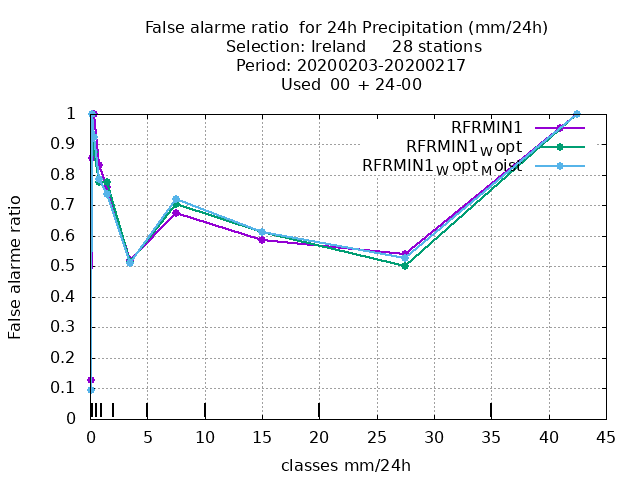 False alarme ratio  for 24h Precipitation (mm/24h)
Selection: Ireland     28 stations
Period: 20200203-20200217
Used  00 + 24-00
RFRMIN1
RFRMIN1_W opt
RFRMIN1_W opt_M oist
1
0.9
0.8
0.7
0.6
0.5
0.4
0.3
0.2
0.1
0
False alarme ratio
0 5 10 15 20 25 30 35 40 45
classes mm/24h